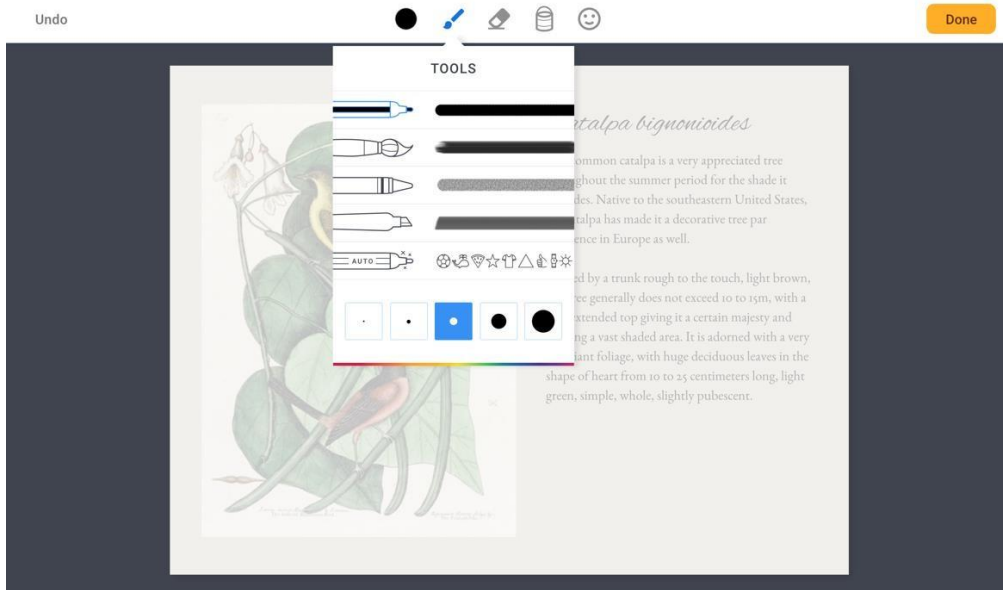 Undo
Done
TOOLS
AUTO
atalpa bignonioides
ommon catalpa is a very appreciated tree
ghout the summer period for the shade it
des. Native to the southeastern United States,
talpa has made it a decorative tree par
ence in Europe as well.
ed by a trunk rough to the touch, light brown,
ree generally does not exceed 10 to 15m, with a
extended top giving it a certain majesty and
ng a vast shaded area. It is adorned with a very
iant foliage, with huge deciduous leaves in the
shape of heart from 10 to 25 centimeters long, light
green, simple, whole, slightly pubescent.